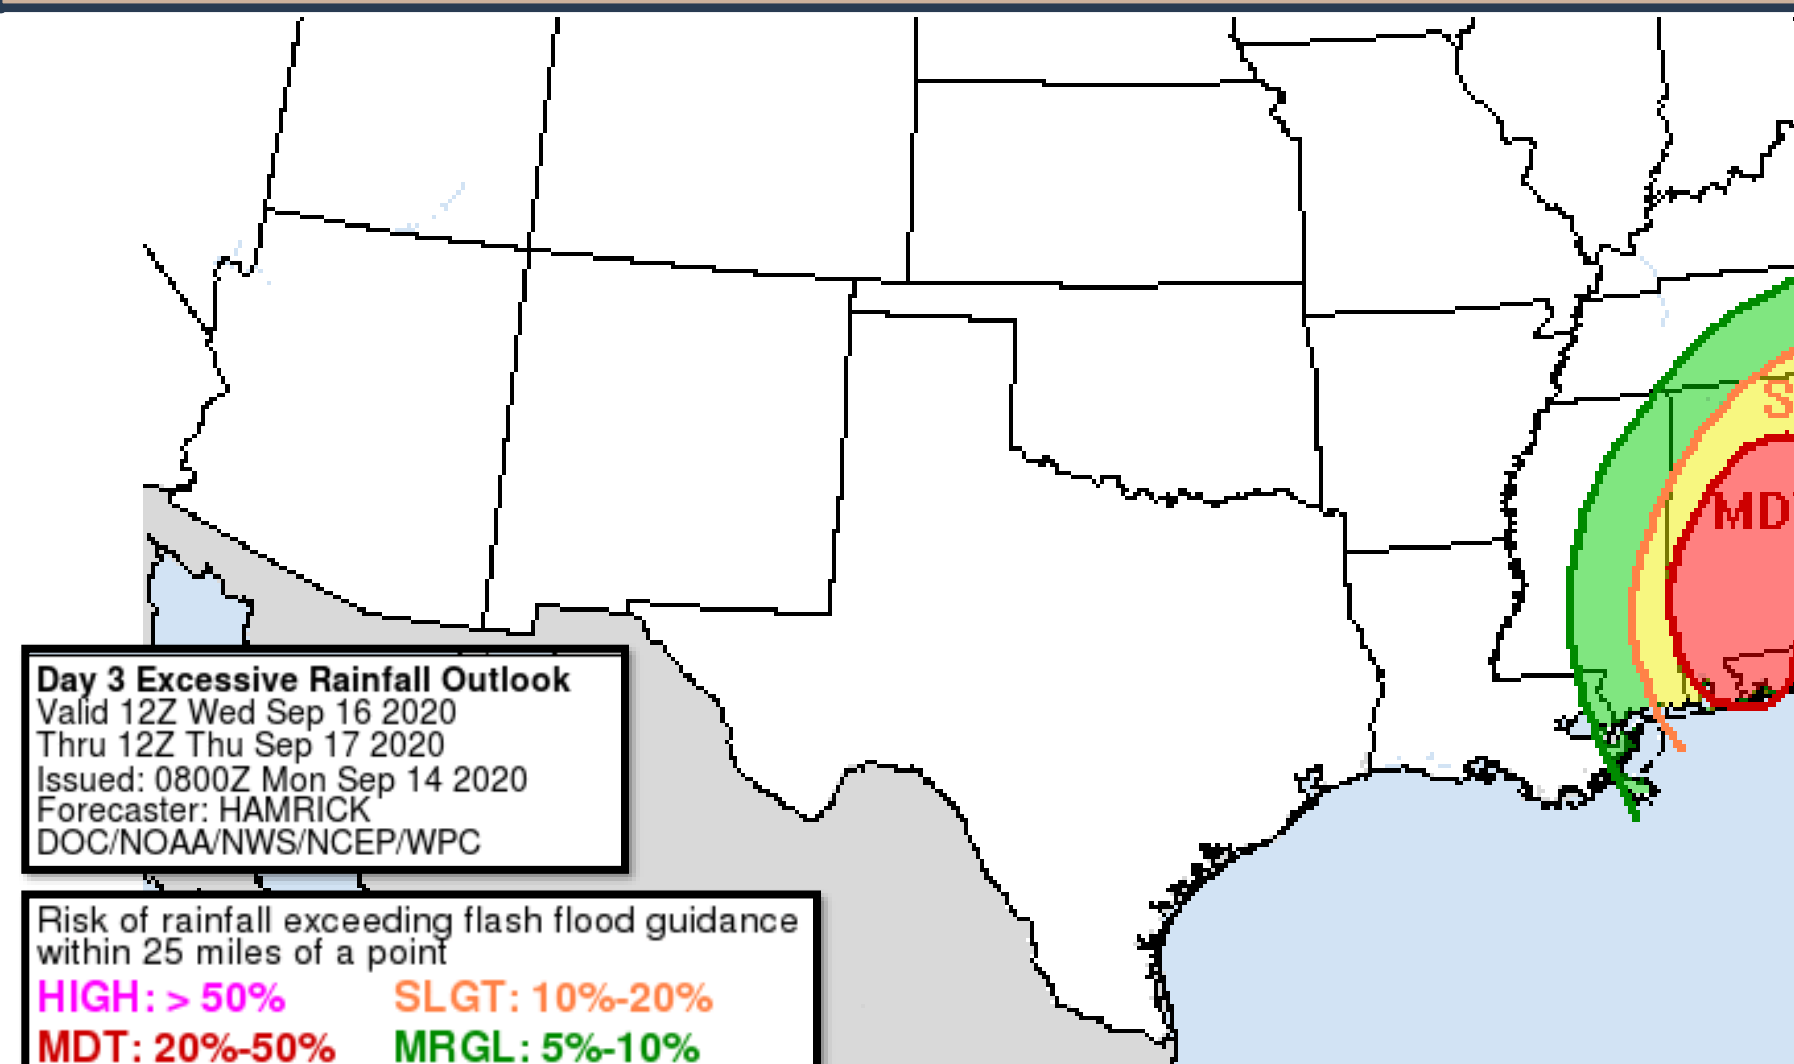 S
MD
Day 3 Excessive Rainfall Outlook
Valid 12Z Wed Sep 16 2020
Thru 12Z Thu Sep 17 2020
Issued: 0800Z Mon Sep 14 2020
Forecaster: HAMRICK
DOC/NOAA/NWS/NCEP/WPC
Risk of rainfall exceeding flash flood guidance
within 25 miles of a point
HIGH: > 50% SLGT: 10%-20%
MDT: 20%-50% MRGL: 5%-10%